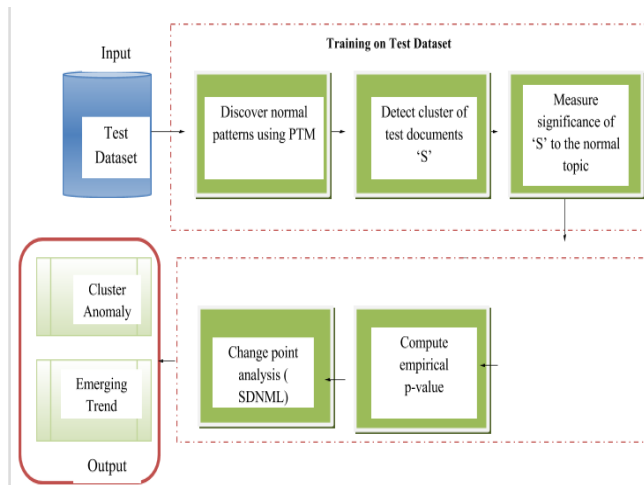 Input
Training on Test Dataset
Test
Dataset
Discover normal
patterns using PTM
Detect cluster of
test documents
‘S’
Measure
significance of
‘S’ to the normal
topic
Cluster
Anomaly
Emerging
Trend
Output
Change point
analysis (
SDNML)
Compute
empirical
p-value